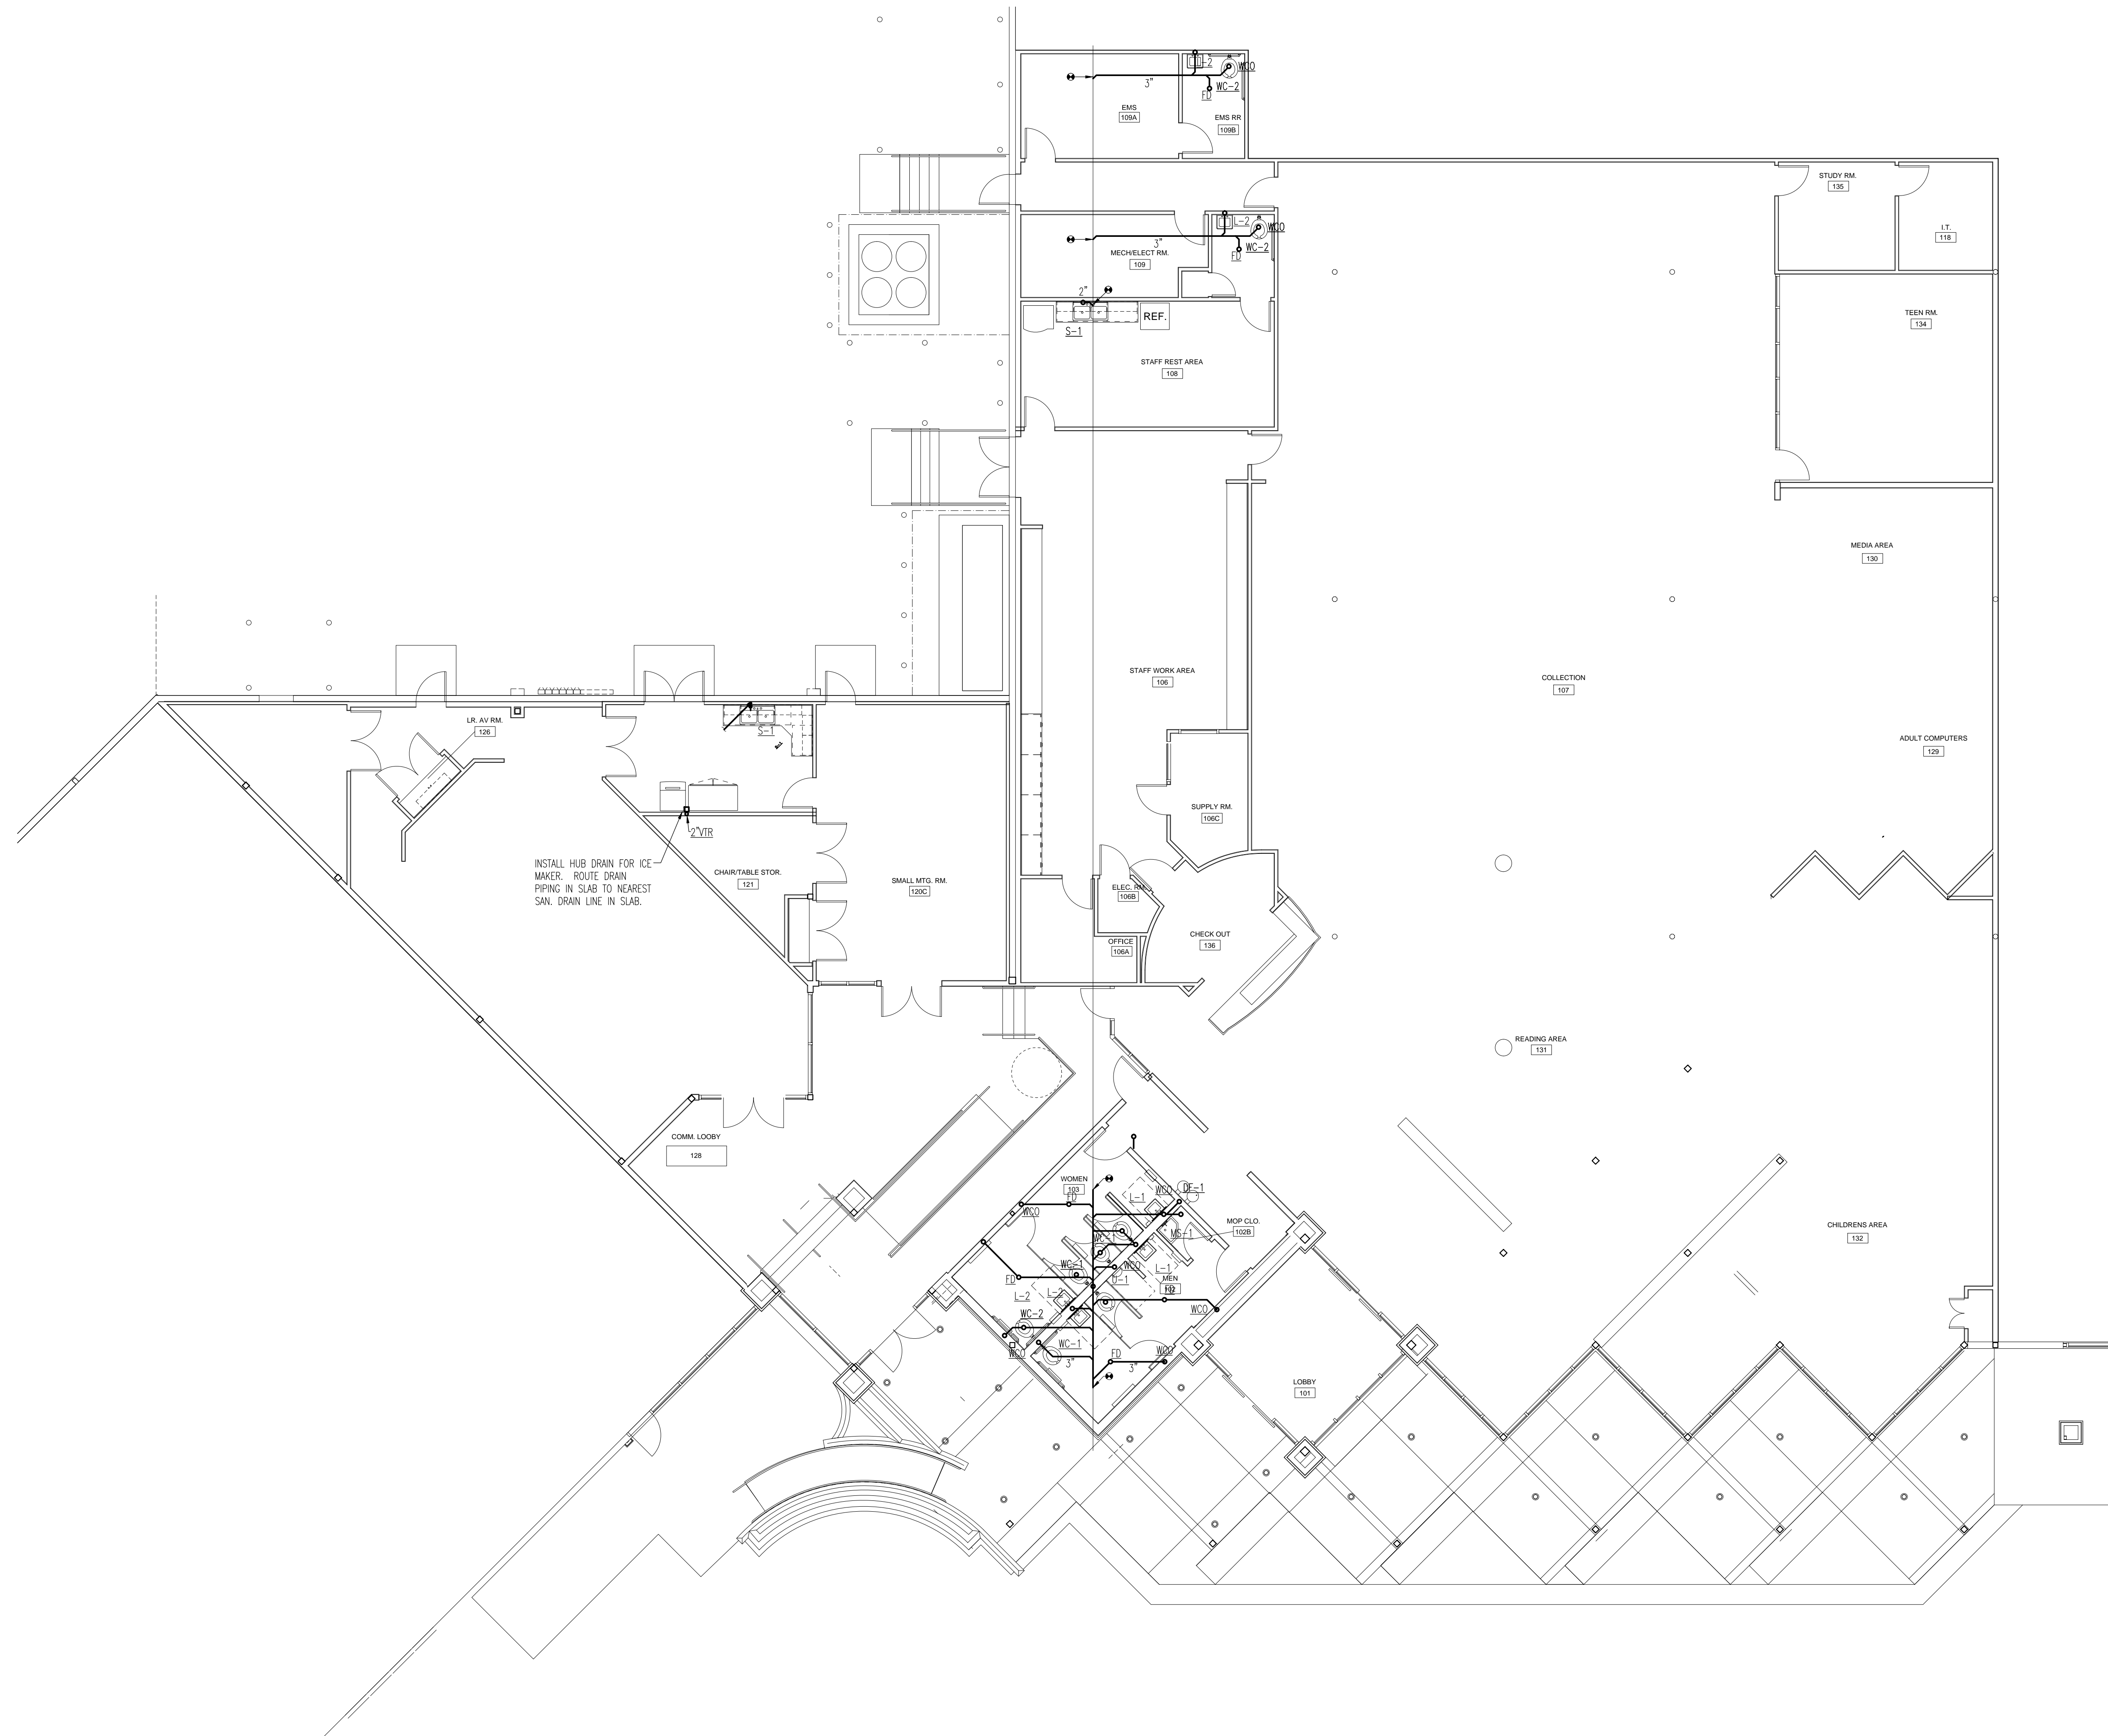 L-2
WCO
3"
WC-2
FD
EMS
109A
EMS RR
109B
STUDY RM.
135
I.T.
118
L-2
WCO
3"
WC-2
FD
MECH/ELECT RM.
109
2"
REF.
S-1
TEEN RM.
134
STAFF REST AREA
108
MEDIA AREA
130
STAFF WORK AREA
106
COLLECTION
107
LR. AV RM.
126
S-1
ADULT COMPUTERS
129
SUPPLY RM.
106C
2"VTR
INSTALL HUB DRAIN FOR ICE
MAKER. ROUTE DRAIN
PIPING IN SLAB TO NEAREST
SAN. DRAIN LINE IN SLAB.
CHAIR/TABLE STOR.
121
SMALL MTG. RM.
120C
ELEC. RM.
106B
OFFICE
106A
CHECK OUT
136
READING AREA
131
COMM. LOOBY
128
WOMEN
103
FD
WCO
L-1
WCO
DF-1
MOP CLO.
102B
MS-1
CHILDRENS AREA
132
WC-1
WC-1
WCO
L-1
U-1
MEN
102
FD
FD
L-2
L-2
WCO
WC-2
WC-1
WCO
3"
FD
WCO
3"
LOBBY
101